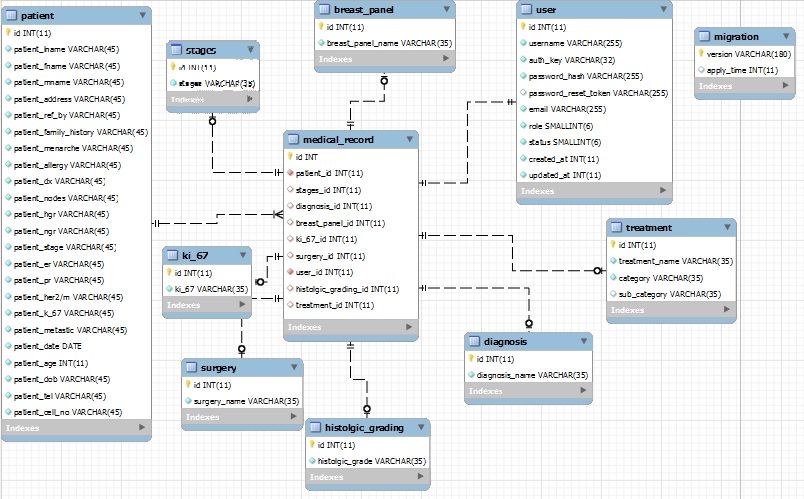 patient
id INT(11)
patient_lname VARCHAR(45)
patient_fname VARCHAR(45)
patient_mname VARCHAR(45)
patient_address VARCHAR(45)
patient_ref_by VARCHAR(45)
patient_family_history VARCHAR(45)
patient_menarche VARCHAR(45)
patient_allergy VARCHAR(45)
patient_dx VARCHAR(45)
patient_nodes VARCHAR(45)
patient_hgr VARCHAR(45)
patient_ngr VARCHAR(45)
patient_stage VARCHAR(45)
patient_er VARCHAR(45)
patient_pr VARCHAR(45)
patient_her2/m VARCHAR(45)
patient_k_67 VARCHAR(45)
patient_metastic VARCHAR(45)
patient_date DATE
patient_age INT(11)
patient_dob VARCHAR(45)
patient_tel VARCHAR(45)
patient_cell_no VARCHAR(45)
Indexes
stages
id INT(11)
stages VARCHAR(35)
Indexes
breast_panel
id INT(11)
breast_panel_name VARCHAR(35)
Indexes
user
id INT(11)
username VARCHAR(255)
auth_key VARCHAR(32)
password_hash VARCHAR(255)
password_reset_token VARCHAR(255)
email VARCHAR(255)
role SMALLINT(6)
status SMALLINT(6)
created_at INT(11)
updated_at INT(11)
Indexes
migration
version VARCHAR(180)
apply_time INT(11)
Indexes
medical_record
id INT
patient_id INT(11)
stages_id INT(11)
diagnosis_id INT(11)
breast_panel_id INT(11)
ki_67_id INT(11)
surgery_id INT(11)
user_id INT(11)
histolgic_grading_id INT(11)
treatment_id INT(11)
Indexes
ki_67
id INT(11)
ki_67 VARCHAR(35)
Indexes
treatment
id INT(11)
treatment_name VARCHAR(35)
category VARCHAR(35)
sub_category VARCHAR(35)
Indexes
surgery
id INT(11)
surgery_name VARCHAR(35)
Indexes
diagnosis
id INT(11)
diagnosis_name VARCHAR(35)
Indexes
histolgic_grading
id INT(11)
histolgic_grade VARCHAR(35)
Indexes